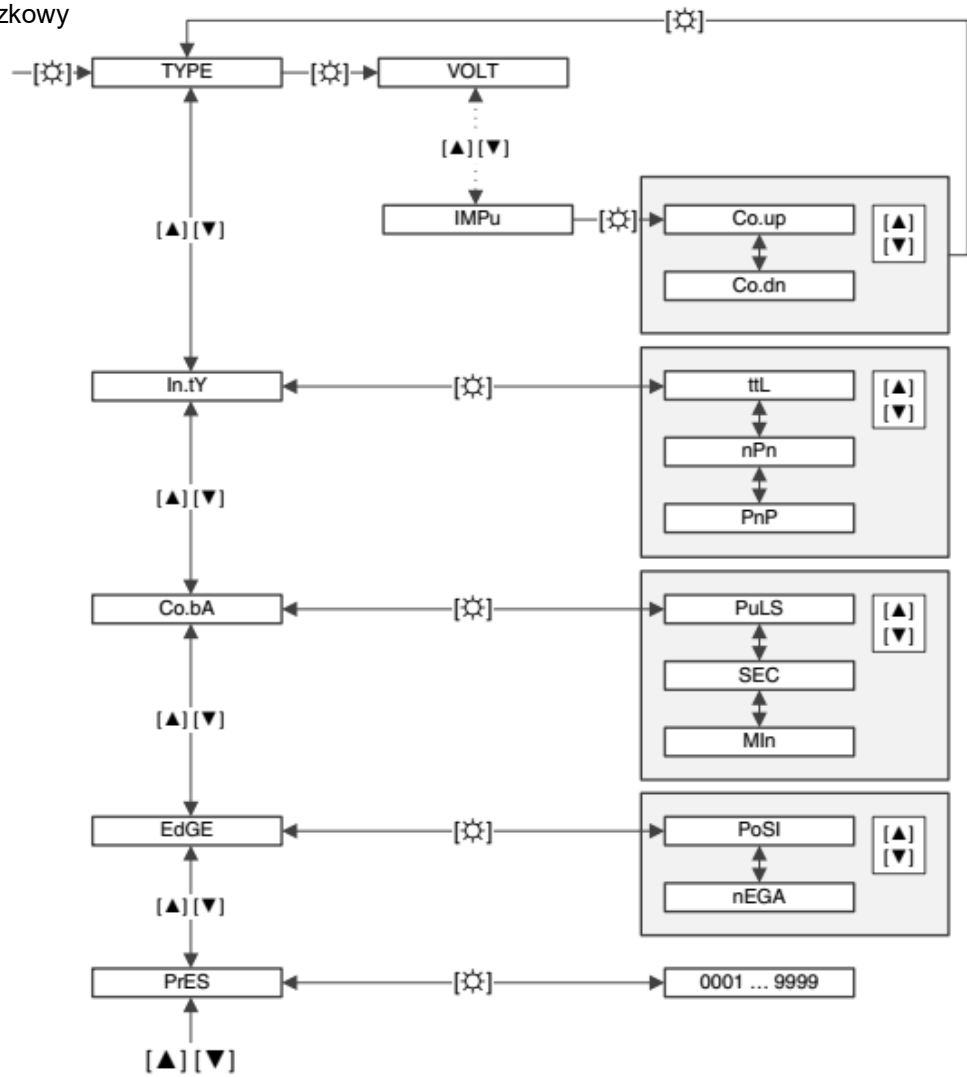 zkowy
[☼]
[☼] TYPE [☼] VOLT
[▲] [▼]
IMPu [☼] Co.up [▲]
[▲] [▼] [▼]
Co.dn
In.tY [☼] ttL [▲]
[▼]
nPn
[▲] [▼]
PnP
Co.bA [☼] PuLS [▲]
[▼]
SEC
[▲] [▼]
MIn
EdGE [☼] PoSI [▲]
[▼]
nEGA
[▲] [▼]
PrES [☼] 0001 ... 9999
[▲] [▼]